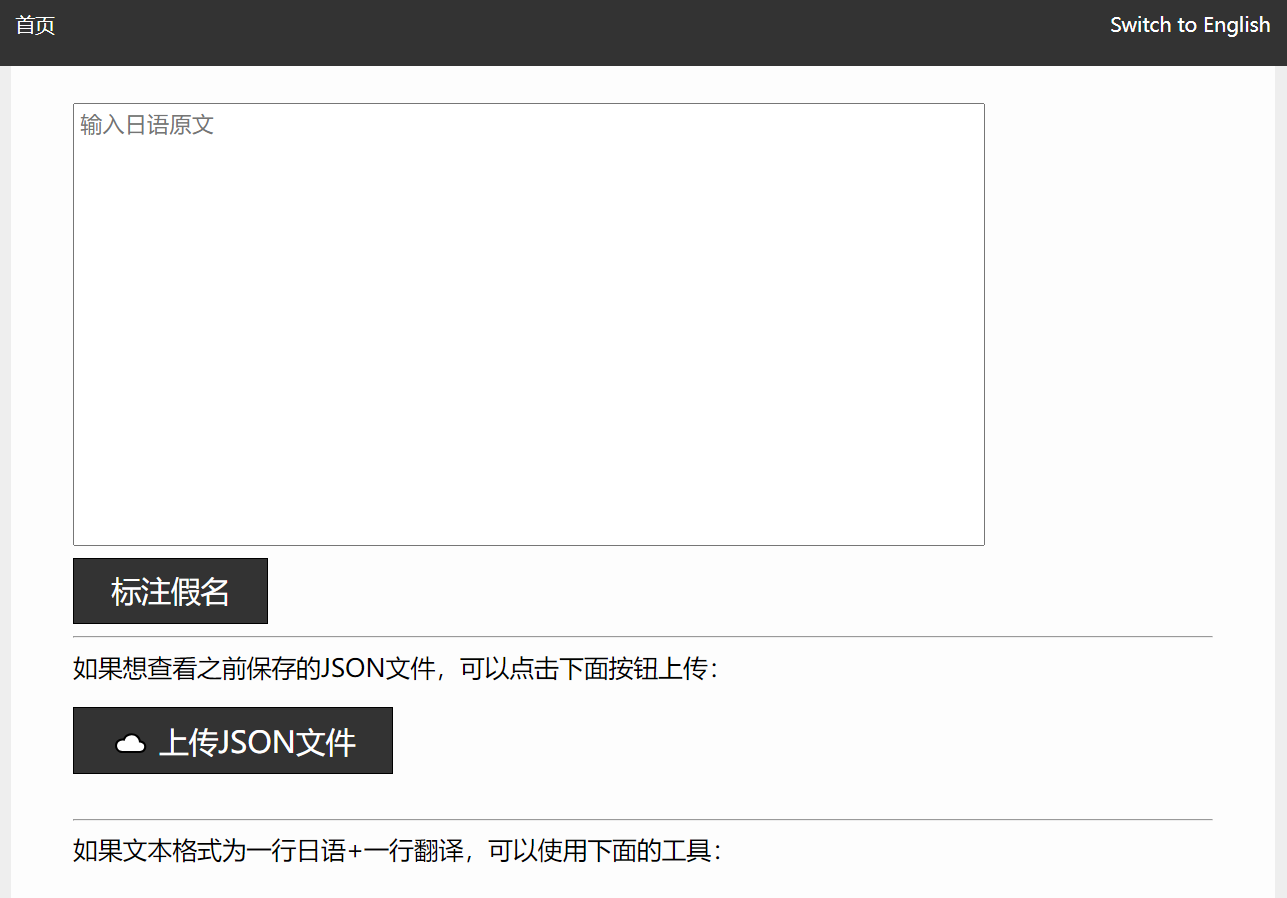 首页
Switch to English
输入日语原文
标注假名
如果想查看之前保存的JSON文件，可以点击下面按钮上传：
上传JSON文件
如果文本格式为一行日语+一行翻译，可以使用下面的工具：